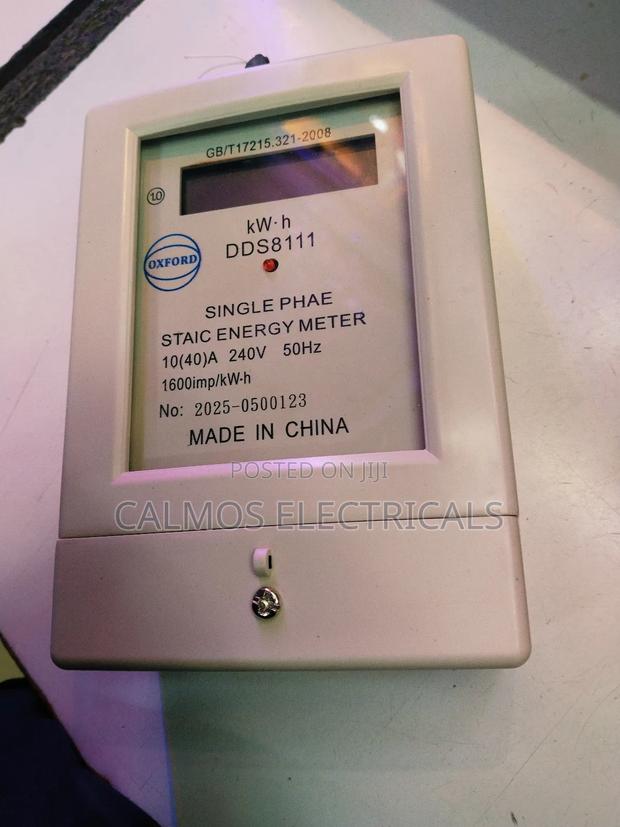 GB/T17215.321-2008
1.0
kW·h
DDS8111
OXFORD
SINGLE PHAE
STAIC ENERGY METER
10(40)A 240V 50Hz
1600imp/kW·h
No: 2025-0500123
MADE IN CHINA
POSTED ON JIJI
CALMOS ELECTRICALS